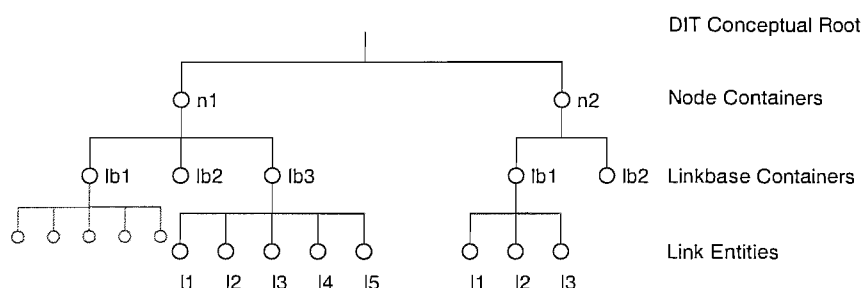 DIT Conceptual Root
n1
n2
Node Containers
lb1
lb2
lb3
lb1
lb2
Linkbase Containers
Link Entities
l1
l2
l3
l4
l5
l1
l2
l3